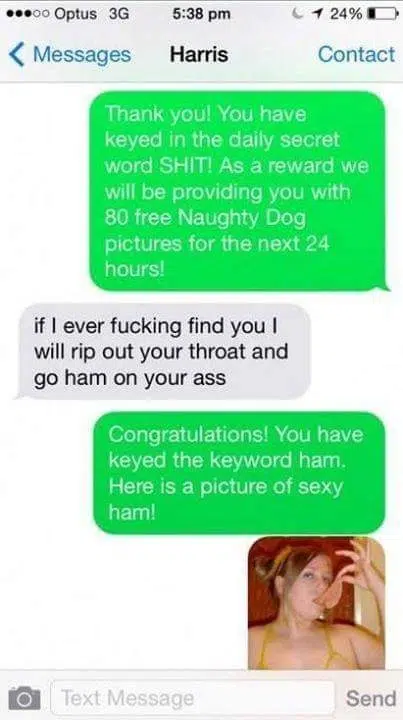 Optus 3G 5:38 pm 24%
Messages Harris Contact
Thank you! You have
keyed in the daily secret
word SHIT! As a reward we
will be providing you with
80 free Naughty Dog
pictures for the next 24
hours!
if I ever fucking find you I
will rip out your throat and
go ham on your ass
Congratulations! You have
keyed the keyword ham.
Here is a picture of sexy
ham!
Text Message Send